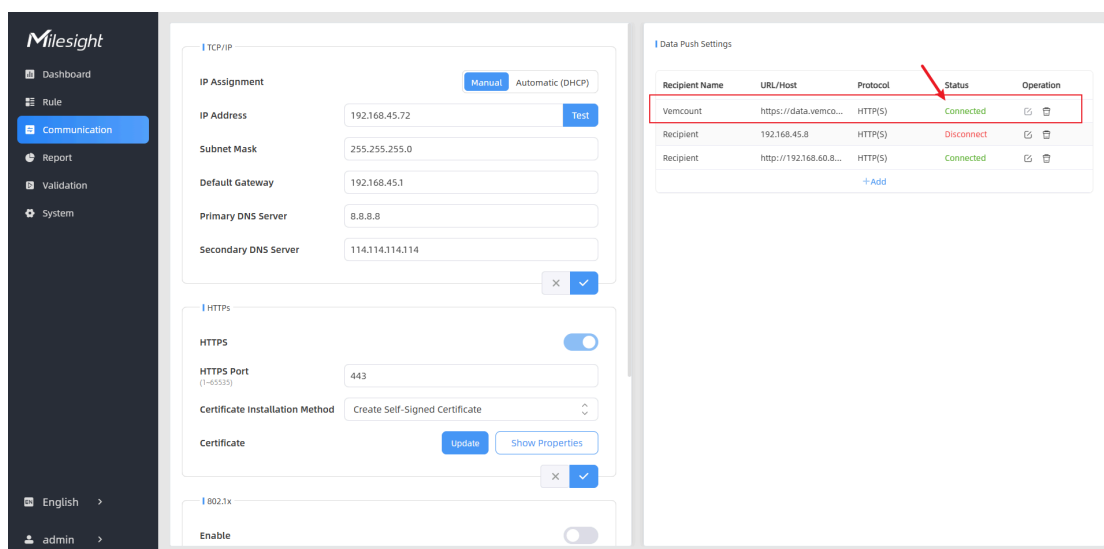 Milesight
Dashboard
Rule
Communication
Report
Validation
System
EN English >
admin >
TCP/IP
IP Assignment Manual Automatic (DHCP)
IP Address 192.168.45.72 Test
Subnet Mask 255.255.255.0
Default Gateway 192.168.45.1
Primary DNS Server 8.8.8.8
Secondary DNS Server 114.114.114.114
HTTPs
HTTPS
HTTPS Port 443
(1~65535)
Certificate Installation Method Create Self-Signed Certificate
Certificate Update Show Properties
802.1x
Enable
Data Push Settings
Recipient Name URL/Host Protocol Status Operation
Vemcount https://data.vemco... HTTP(S) Connected
Recipient 192.168.45.8 HTTP(S) Disconnect
Recipient http://192.168.60.8... HTTP(S) Connected
+Add